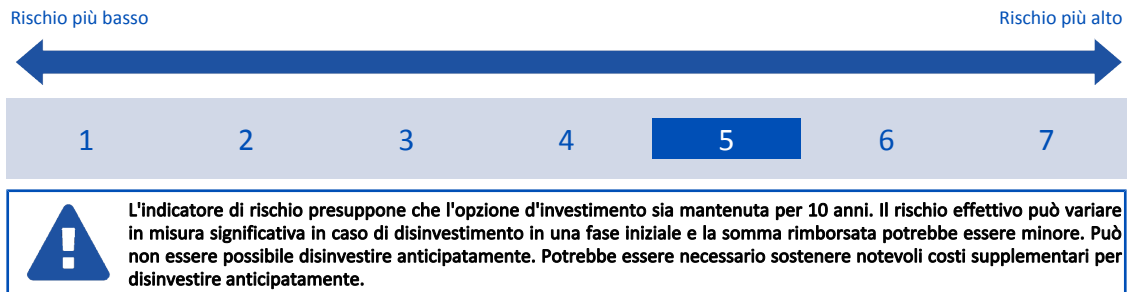 Rischio più basso Rischio più alto
1 2 3 4 5 6 7
L'indicatore di rischio presuppone che l'opzione d'investimento sia mantenuta per 10 anni. Il rischio effettivo può variare
in misura significativa in caso di disinvestimento in una fase iniziale e la somma rimborsata potrebbe essere minore. Può
non essere possibile disinvestire anticipatamente. Potrebbe essere necessario sostenere notevoli costi supplementari per
disinvestire anticipatamente.